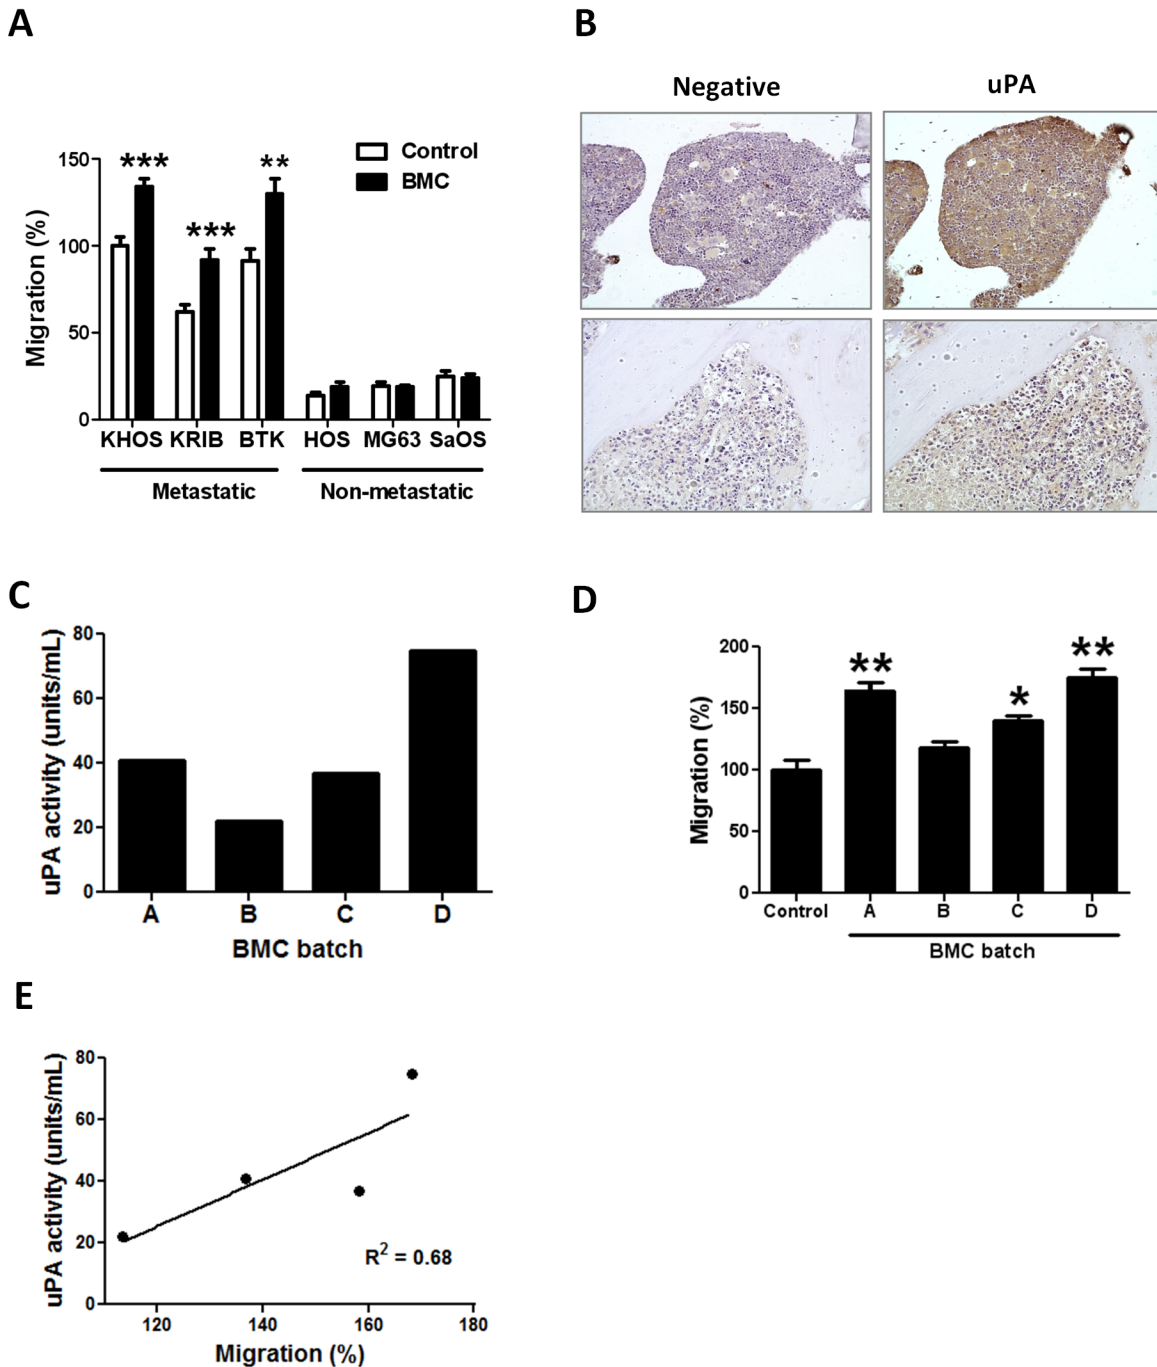 A
B
Negative
uPA
Migration (%)
150
100
50
0
*** *** **
Control
BMC
KHOS KRIB BTK HOS MG63 SaOS
Metastatic Non-metastatic
C
uPA activity (units/mL)
80
60
40
20
0
A B C D
BMC batch
D
Migration (%)
200
150
100
50
0
** * **
Control A B C D
BMC batch
E
uPA activity (units/mL)
80
60
40
20
0
R2 = 0.68
120 140 160 180
Migration (%)